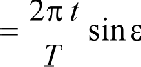 = 2π t / T sin ε